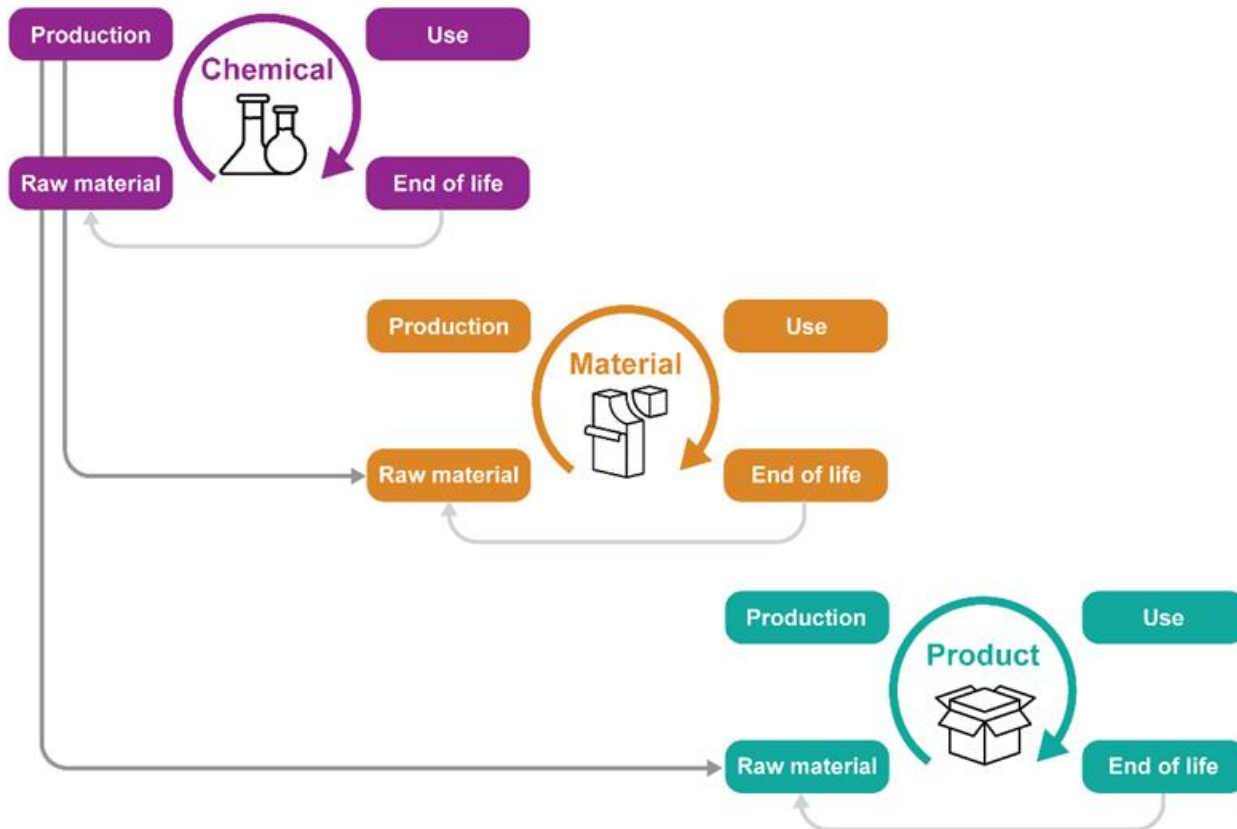 Production
Use
Chemical
Raw material
End of life
Production
Use
Material
Raw material
End of life
Production
Use
Product
Raw material
End of life